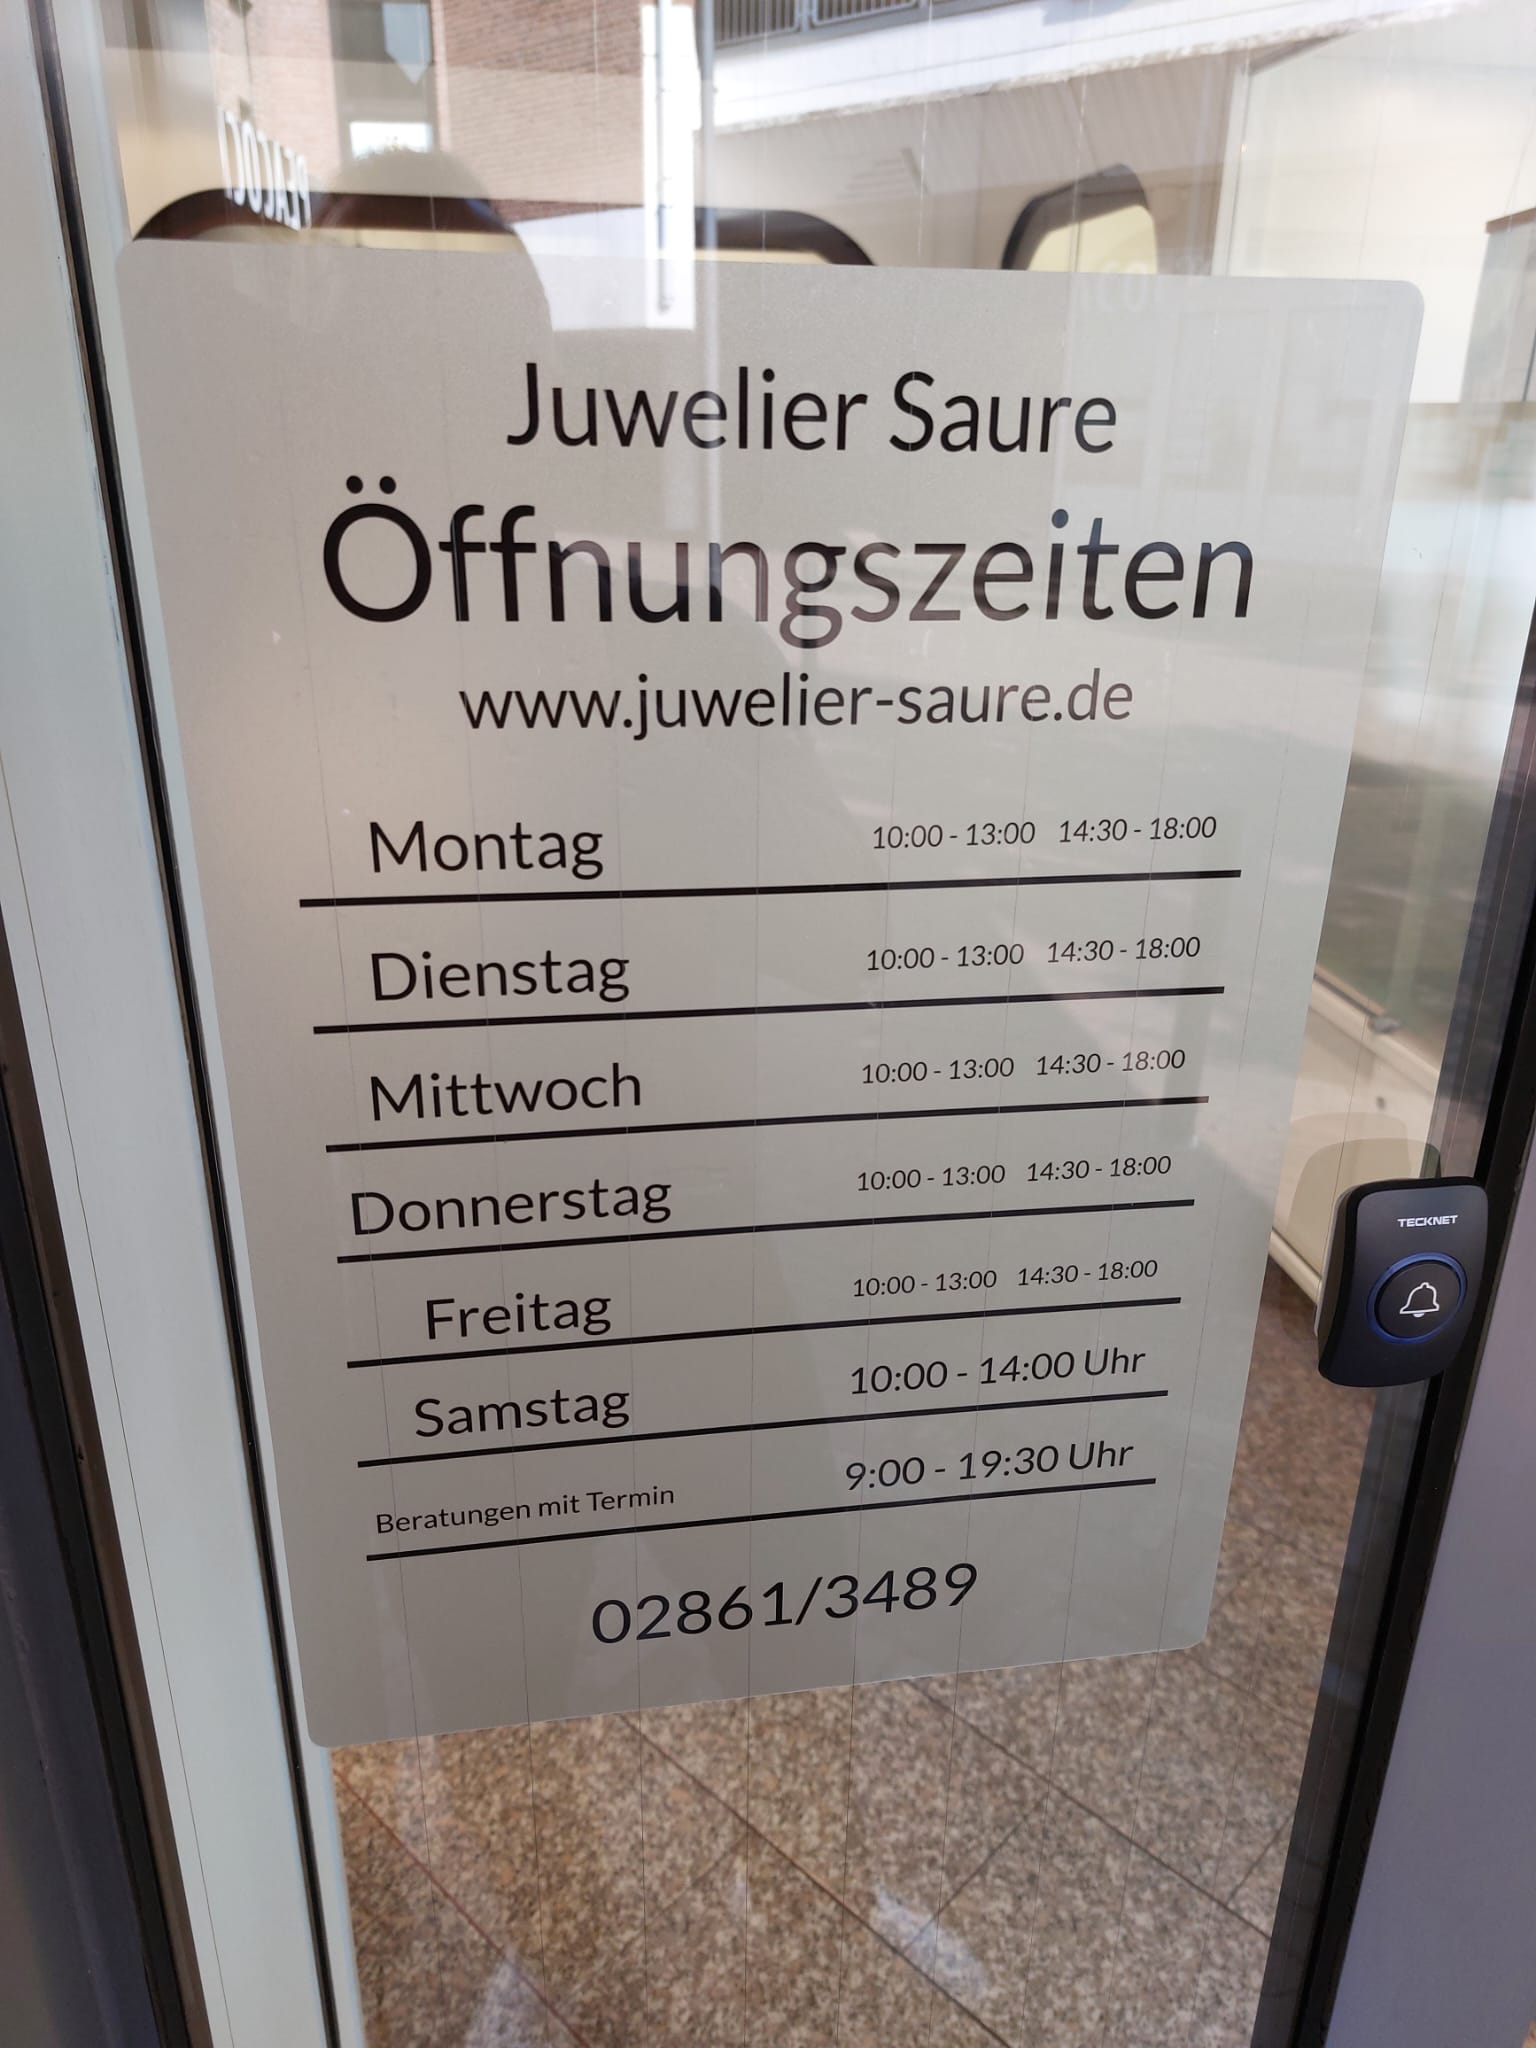 PEACOC
Juwelier Saure
Öffnungszeiten
www.juwelier-saure.de
Montag 10:00 - 13:00 14:30 - 18:00
Dienstag 10:00 - 13:00 14:30 - 18:00
Mittwoch 10:00 - 13:00 14:30 - 18:00
Donnerstag 10:00 - 13:00 14:30 - 18:00
Freitag 10:00 - 13:00 14:30 - 18:00
TECKNET
Samstag 10:00 - 14:00 Uhr
Beratungen mit Termin 9:00 - 19:30 Uhr
02861/3489